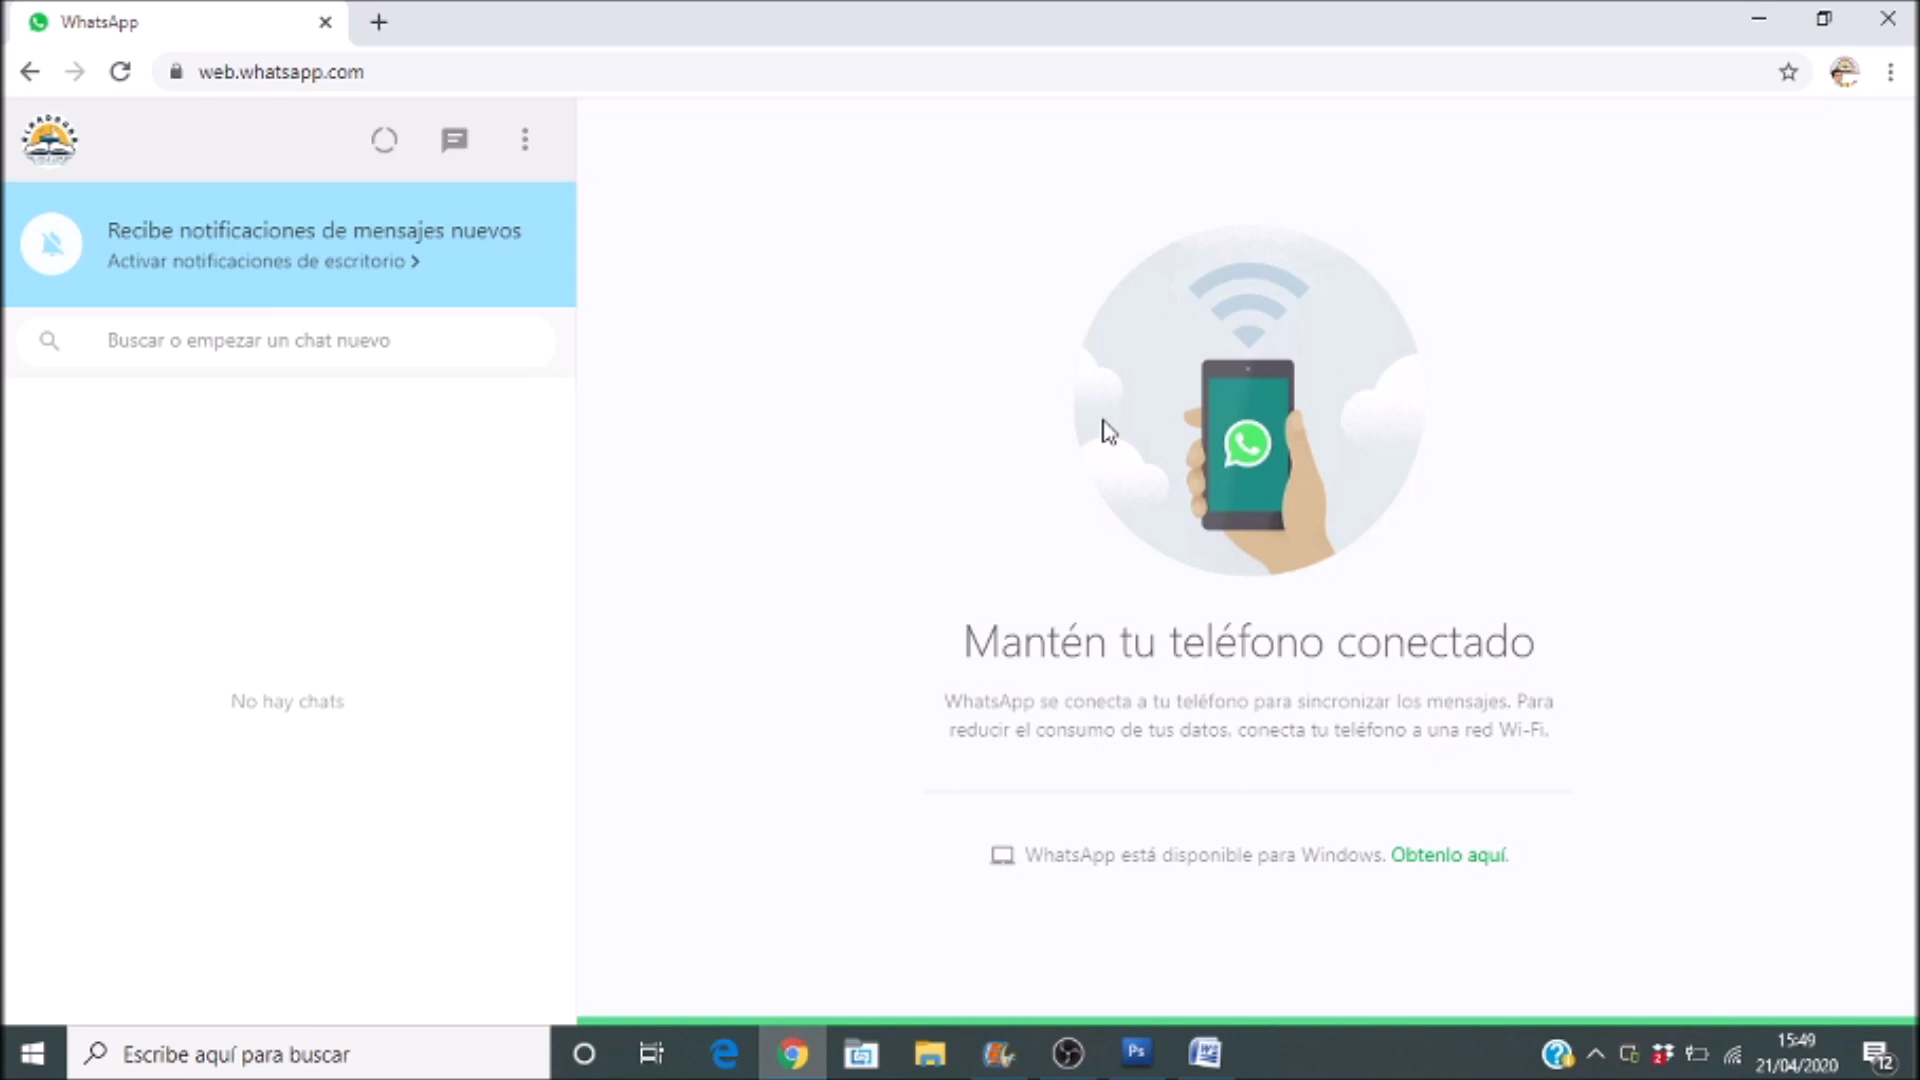 WhatsApp
web.whatsapp.com
Recibe notificaciones de mensajes nuevos
Activar notificaciones de escritorio
Buscar o empezar un chat nuevo
No hay chats
Mantén tu teléfono conectado
WhatsApp se conecta a tu teléfono para sincronizar los mensajes. Para
reducir el consumo de tus datos, conecta tu teléfono a una red Wi-Fi.
WhatsApp está disponible para Windows. Obtenlo aquí.
Escribe aquí para buscar
Ps
15:49
21/04/2020
12